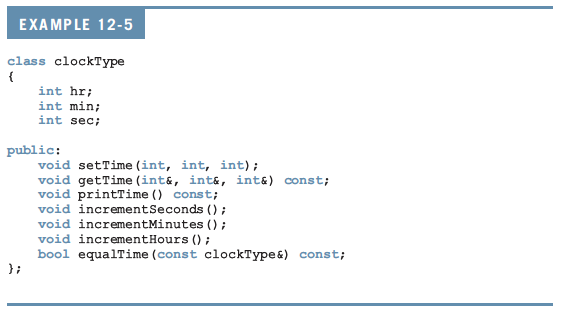 EXAMPLE 12-5
class clockType
{
    int hr;
    int min;
    int sec;
public:
    void setTime(int, int, int);
    void getTime(int&, int&, int&) const;
    void printTime() const;
    void incrementSeconds();
    void incrementMinutes();
    void incrementHours();
    bool equalTime(const clockType&) const;
};